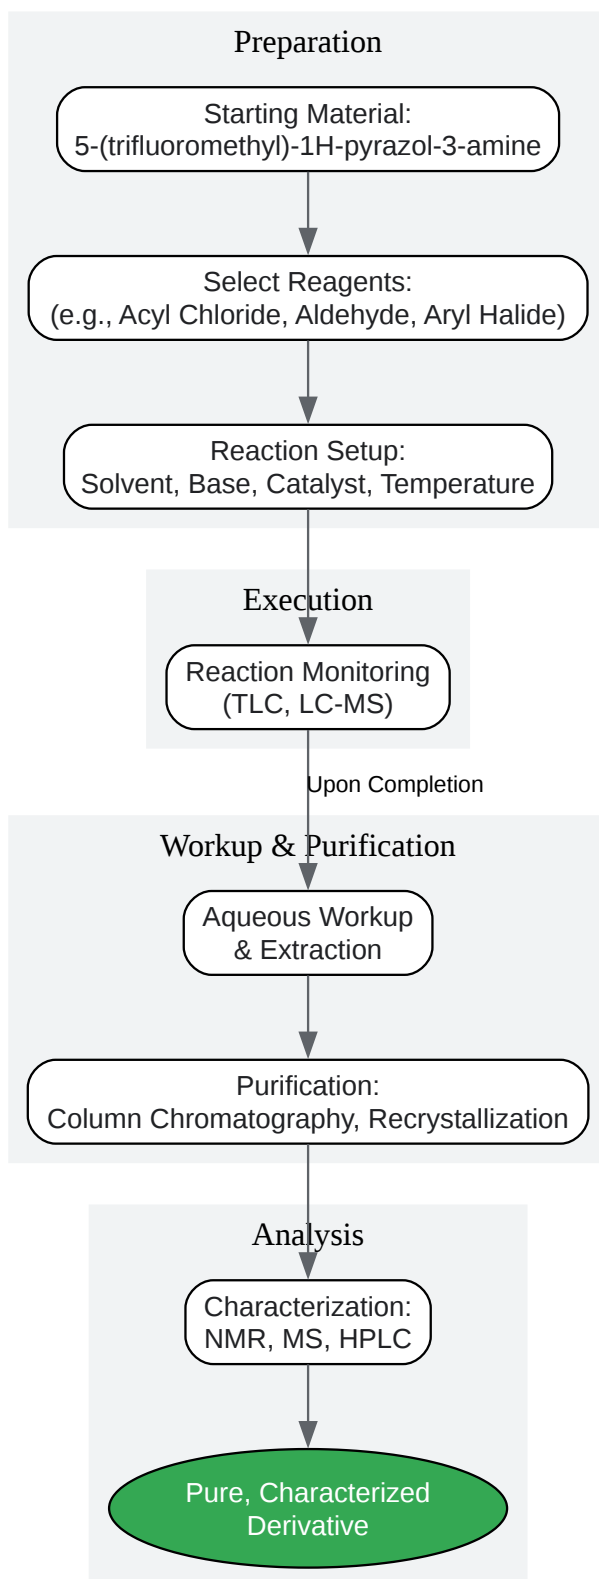 Preparation
Starting Material:
5-(trifluoromethyl)-1H-pyrazol-3-amine
Select Reagents:
(e.g., Acyl Chloride, Aldehyde, Aryl Halide)
Reaction Setup:
Solvent, Base, Catalyst, Temperature
Execution
Reaction Monitoring
(TLC, LC-MS)
Upon Completion
Workup & Purification
Aqueous Workup
& Extraction
Purification:
Column Chromatography, Recrystallization
Analysis
Characterization:
NMR, MS, HPLC
Pure, Characterized
Derivative